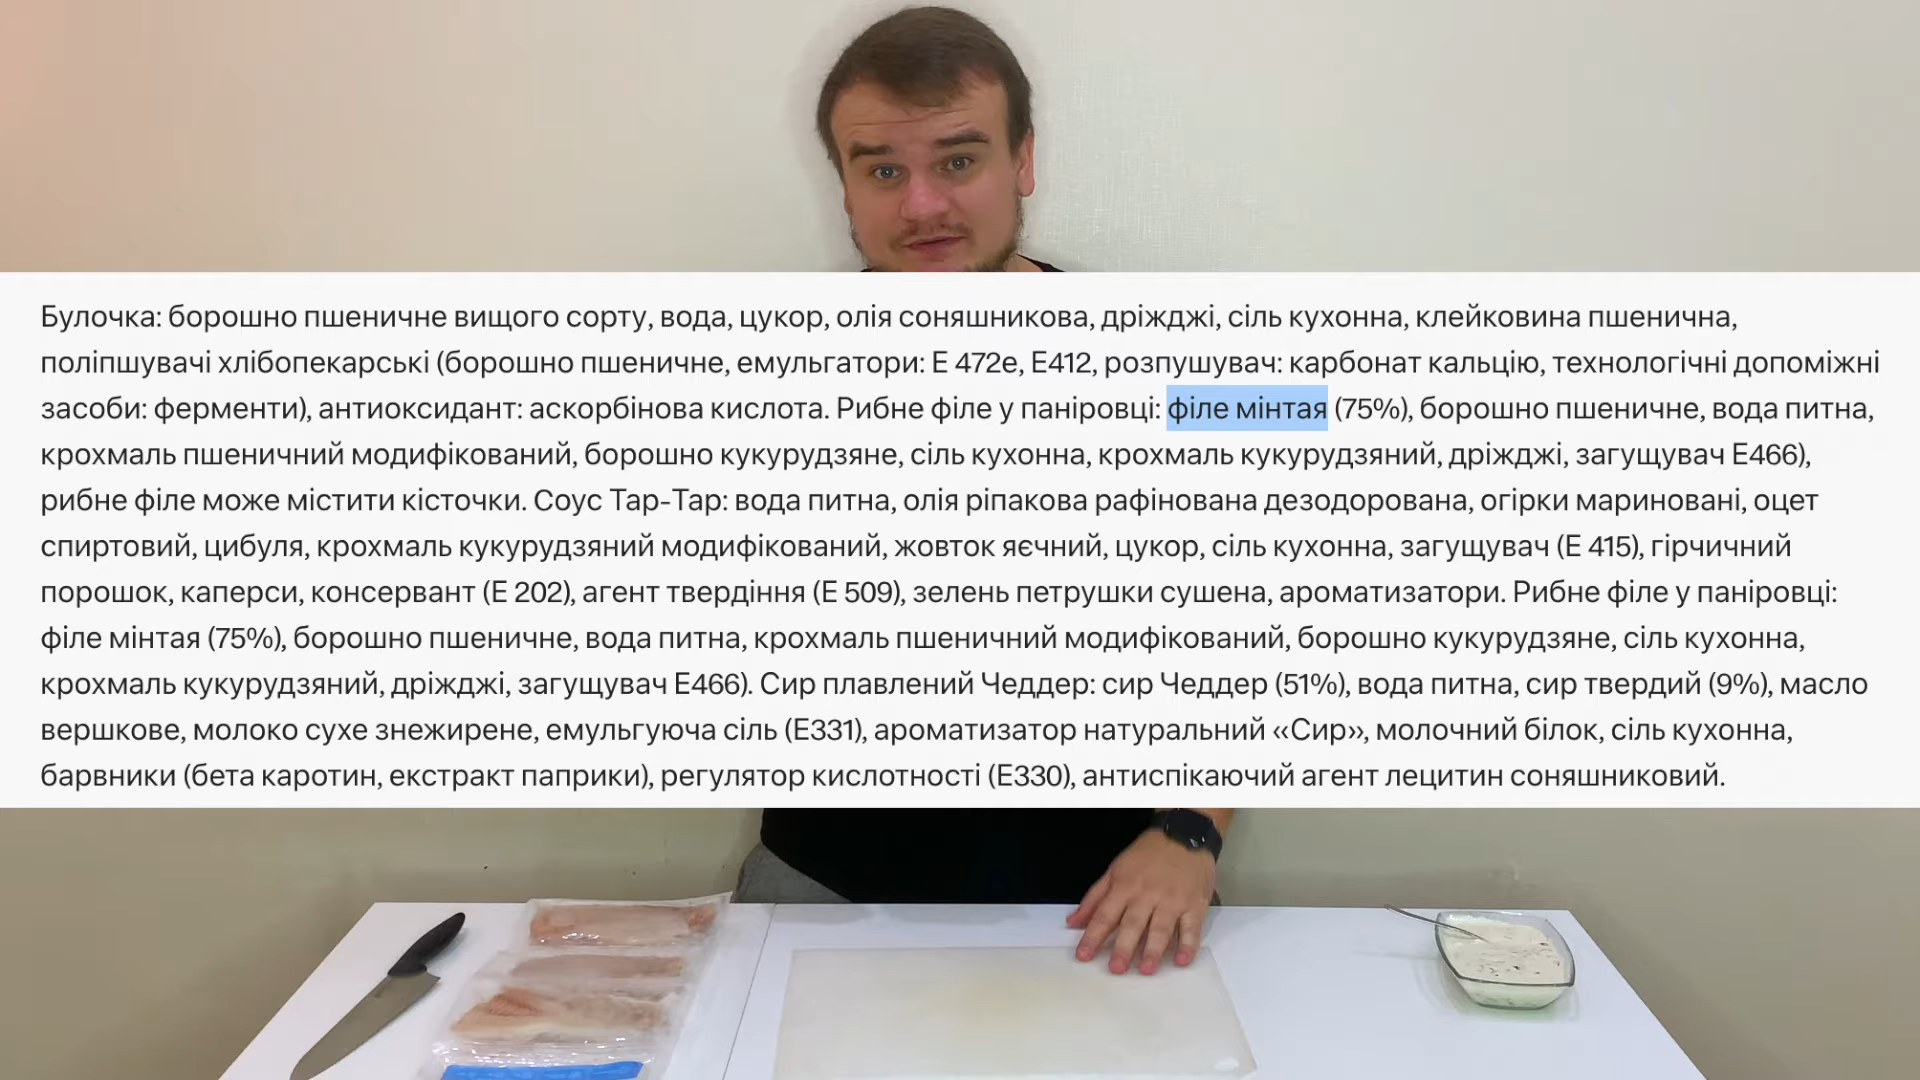 Булочка: борошно пшеничне вищого сорту, вода, цукор, олія соняшникова, дріжджі, сіль кухонна, клейковина пшенична,
поліпшувачі хлібопекарські (борошно пшеничне, емульгатори: Е 472е, Е412, розпушувач: карбонат кальцію, технологічні допоміжні
засоби: ферменти), антиоксидант: аскорбінова кислота. Рибне філе у паніровці: філе мінтая (75%), борошно пшеничне, вода питна,
крохмаль пшеничний модифікований, борошно кукурудзяне, сіль кухонна, крохмаль кукурудзяний, дріжджі, загущувач Е466),
рибне філе може містити кісточки. Соус Тар-Тар: вода питна, олія ріпакова рафінована дезодорована, огірки мариновані, оцет
спиртовий, цибуля, крохмаль кукурудзяний модифікований, жовток яєчний, цукор, сіль кухонна, загущувач (Е 415), гірчичний
порошок, каперси, консервант (Е 202), агент твердіння (Е 509), зелень петрушки сушена, ароматизатори. Рибне філе у паніровці:
філе мінтая (75%), борошно пшеничне, вода питна, крохмаль пшеничний модифікований, борошно кукурудзяне, сіль кухонна,
крохмаль кукурудзяний, дріжджі, загущувач Е466). Сир плавлений Чеддер: сир Чеддер (51%), вода питна, сир твердий (9%), масло
вершкове, молоко сухе знежирене, емульгуюча сіль (Е331), ароматизатор натуральний «Сир», молочний білок, сіль кухонна,
барвники (бета каротин, екстракт паприки), регулятор кислотності (Е330), антиспікаючий агент лецитин соняшниковий.